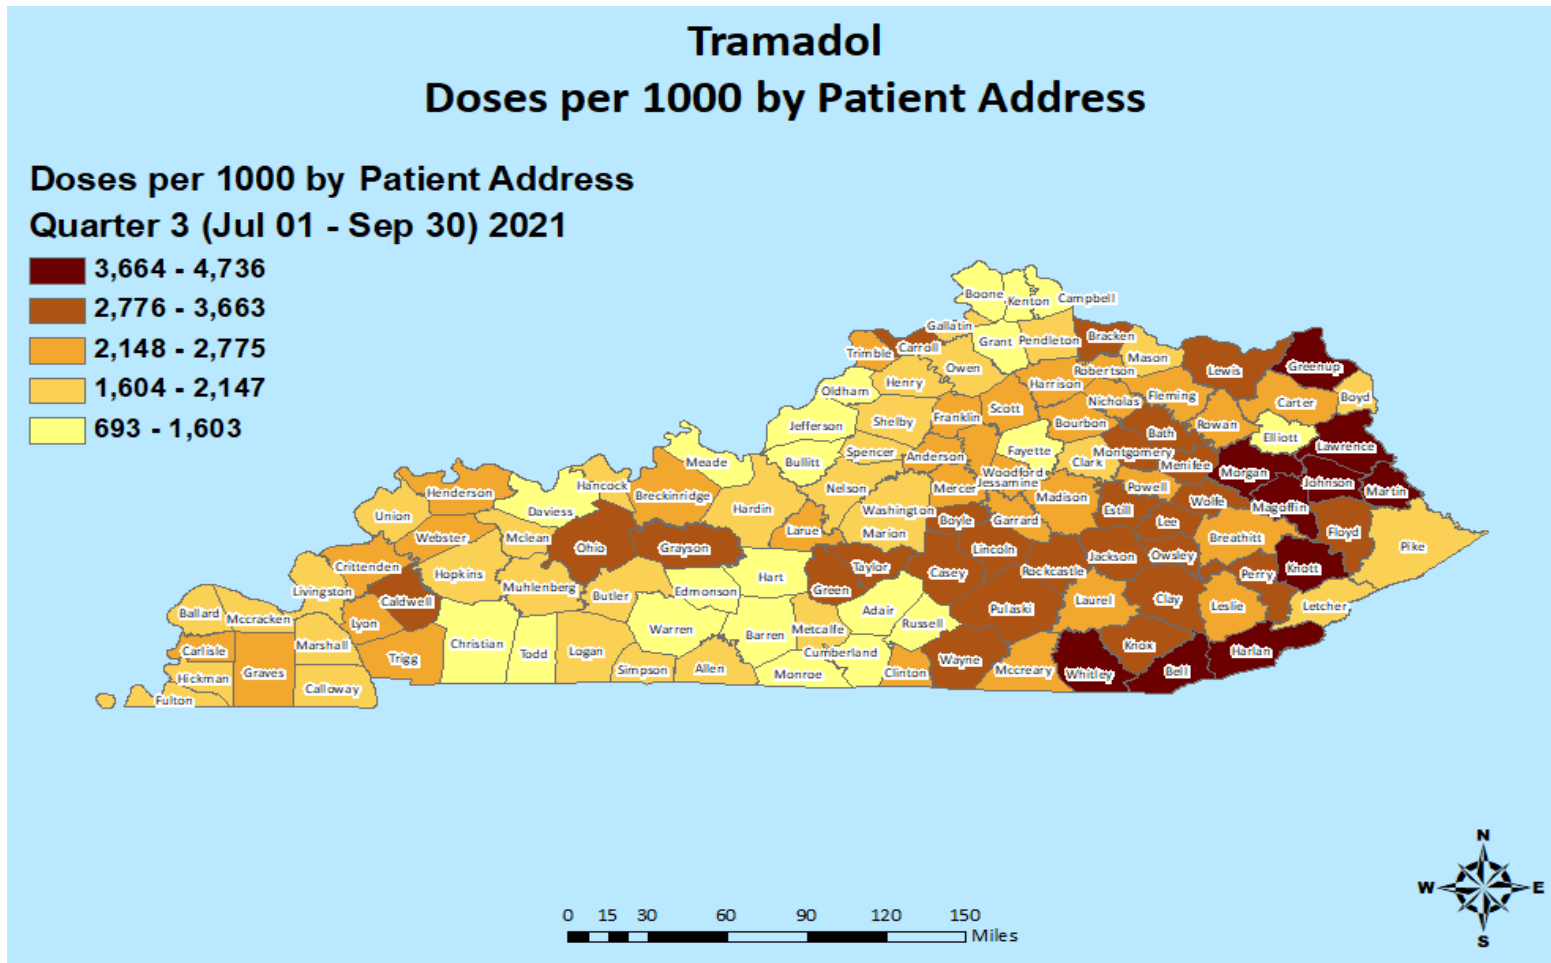 Tramadol
Doses per 1000 by Patient Address
Doses per 1000 by Patient Address
Quarter 3 (Jul 01 - Sep 30) 2021
3,664 - 4,736
2,776 - 3,663
2,148 - 2,775
1,604 - 2,147
693 - 1,603
Boone
Kenton
Campbell
Gallatin
Grant
Pendleton
Bracken
Trimble
Carroll
Owen
Mason
Robertson
Lewis
Greenup
Oldham
Henry
Harrison
Nicholas
Fleming
Carter
Boyd
Jefferson
Shelby
Franklin
Scott
Bourbon
Rowan
Elliott
Lawrence
Meade
Bullitt
Spencer
Anderson
Fayette
Woodford
Jessamine
Clark
Montgomery
Bath
Menifee
Morgan
Johnson
Martin
Henderson
Hancock
Daviess
Breckinridge
Hardin
Nelson
Mercer
Madison
Powell
Wolfe
Magoffin
Union
Webster
Mclean
Ohio
Grayson
Larue
Washington
Marion
Boyle
Garrard
Estill
Lee
Breathitt
Floyd
Pike
Crittenden
Hopkins
Muhlenberg
Butler
Edmonson
Hart
Green
Taylor
Casey
Lincoln
Rockcastle
Jackson
Owsley
Perry
Knott
Livingston
Caldwell
Lyon
Ballard
Mccracken
Marshall
Trigg
Christian
Todd
Logan
Warren
Barren
Metcalfe
Adair
Russell
Pulaski
Laurel
Clay
Leslie
Letcher
Carlisle
Hickman
Graves
Calloway
Fulton
Simpson
Allen
Monroe
Cumberland
Clinton
Wayne
Mccreary
Whitley
Knox
Bell
Harlan
N
W
E
S
0 15 30 60 90 120 150
Miles